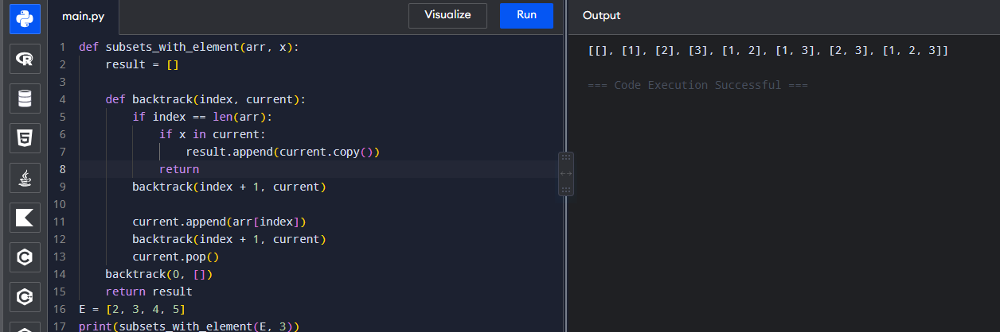 main.py
Visualize
Run
Output
1 def subsets_with_element(arr, x):
2     result = []
3
4     def backtrack(index, current):
5         if index == len(arr):
6             if x in current:
7                 result.append(current.copy())
8             return
9         backtrack(index + 1, current)
10
11         current.append(arr[index])
12         backtrack(index + 1, current)
13         current.pop()
14     backtrack(0, [])
15     return result
16 E = [2, 3, 4, 5]
17 print(subsets_with_element(E, 3))
[[], [1], [2], [3], [1, 2], [1, 3], [2, 3], [1, 2, 3]]
=== Code Execution Successful ===